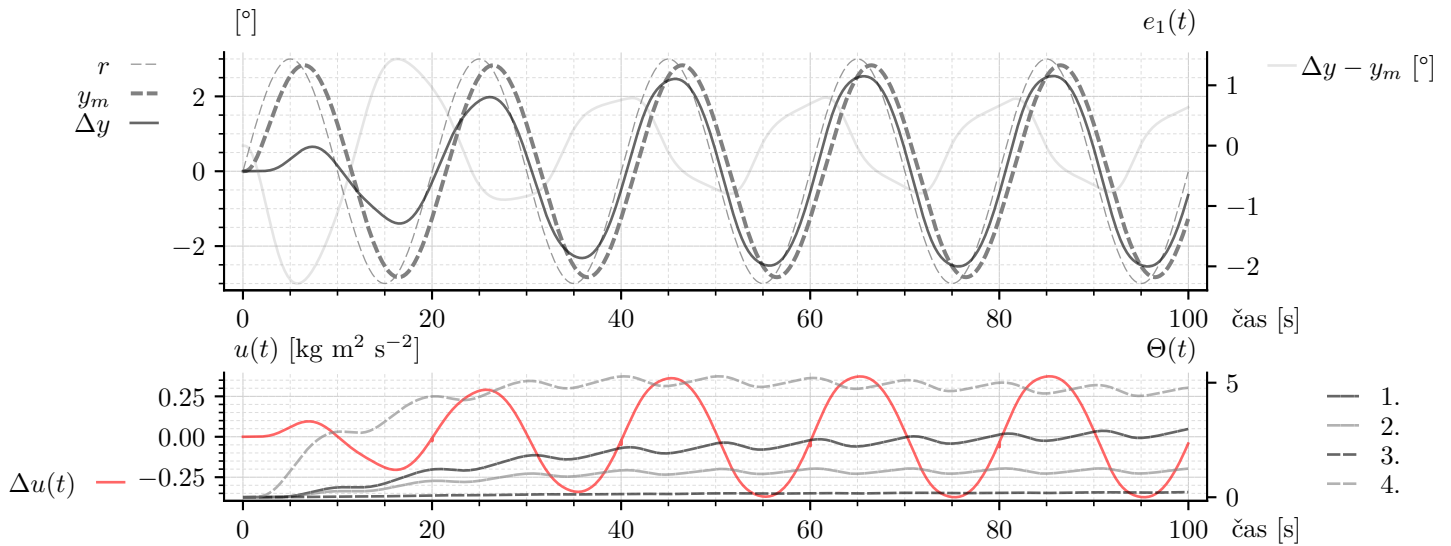 [°] e₁(t)
r
yₘ
Δy
Δy − yₘ [°]
2
0
−2
1
0
−1
−2
0 20 40 60 80 100 čas [s]
u(t) [kg m² s⁻²] Θ(t)
0.25
0.00
−0.25
Δu(t)
5
0
1.
2.
3.
4.
0 20 40 60 80 100 čas [s]